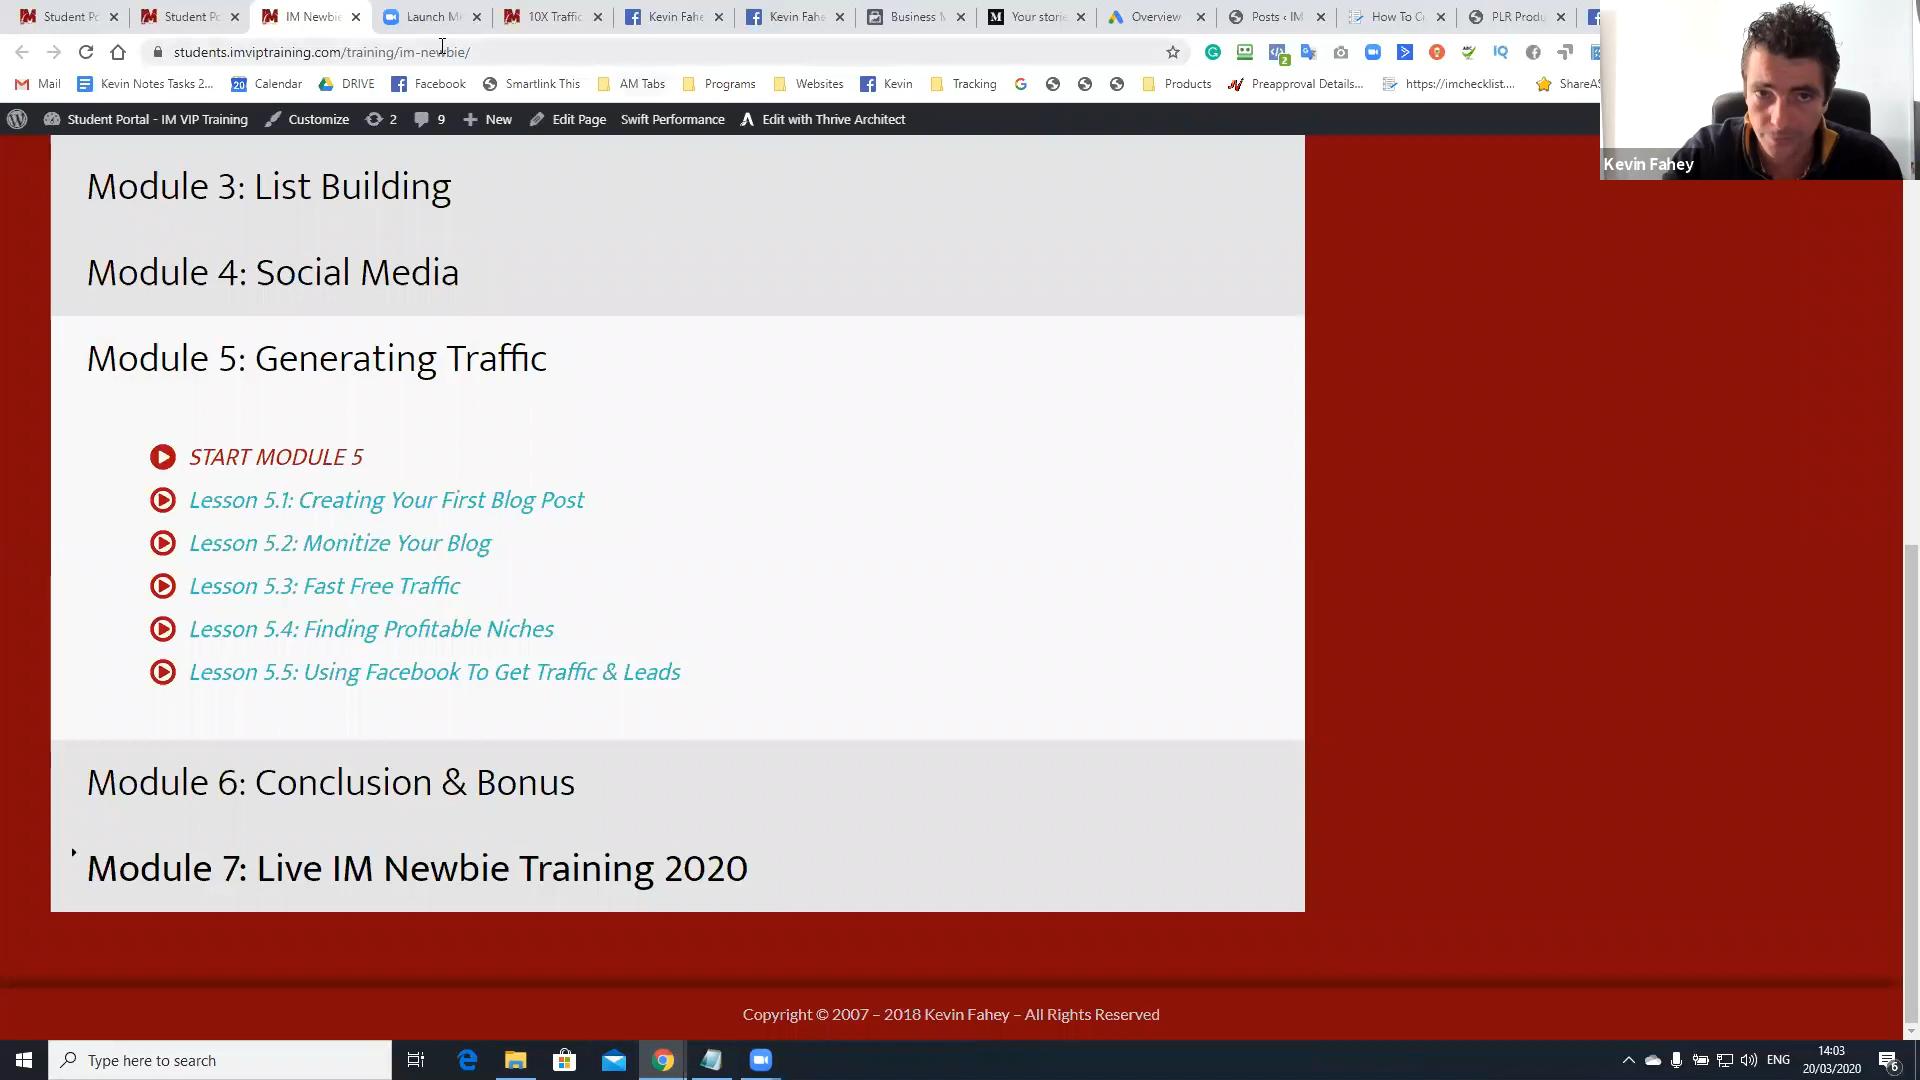 Student Po
Student Po
IM Newbie
Launch M
10X Traffic
Kevin Fahe
Kevin Fahe
Business
Your storie
Overview
Posts ‹ IM
How To C
PLR Produ
students.imviptraining.com/training/im-newbie/
Mail
Kevin Notes Tasks 2...
Calendar
DRIVE
Facebook
Smartlink This
AM Tabs
Programs
Websites
Kevin
Tracking
Products
Preapproval Details...
https://imchecklist....
ShareAS
Student Portal - IM VIP Training
Customize
2
9
New
Edit Page
Swift Performance
Edit with Thrive Architect
Kevin Fahey
Module 3: List Building
Module 4: Social Media
Module 5: Generating Traffic
START MODULE 5
Lesson 5.1: Creating Your First Blog Post
Lesson 5.2: Monitize Your Blog
Lesson 5.3: Fast Free Traffic
Lesson 5.4: Finding Profitable Niches
Lesson 5.5: Using Facebook To Get Traffic & Leads
Module 6: Conclusion & Bonus
Module 7: Live IM Newbie Training 2020
Copyright © 2007 – 2018 Kevin Fahey – All Rights Reserved
Type here to search
ENG
14:03
20/03/2020
6